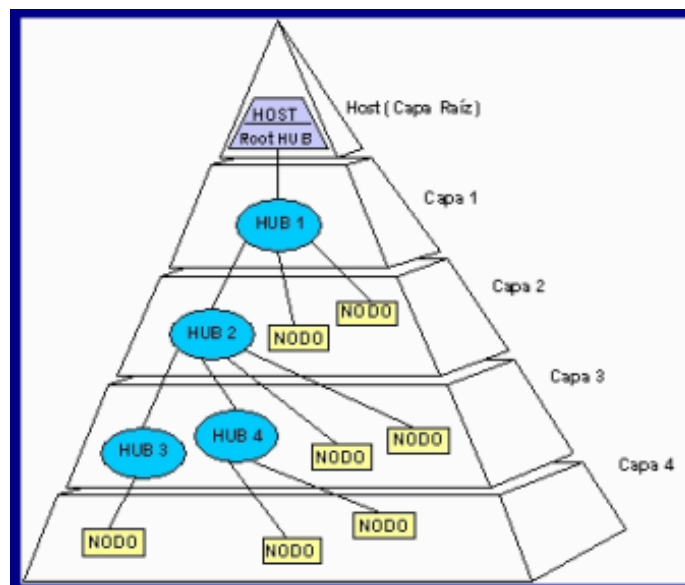 HOST
Root HUB
Host (Capa Raíz)
HUB 1
Capa 1
Capa 2
NODO
HUB 2
NODO
Capa 3
HUB 4
NODO
HUB 3
NODO
Capa 4
NODO
NODO
NODO